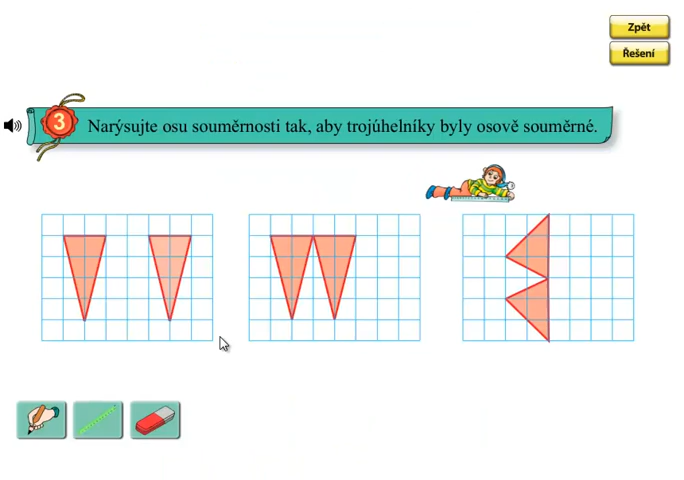 Zpět
Řešení
3
Narýsujte osu souměrnosti tak, aby trojúhelníky byly osově souměrné.